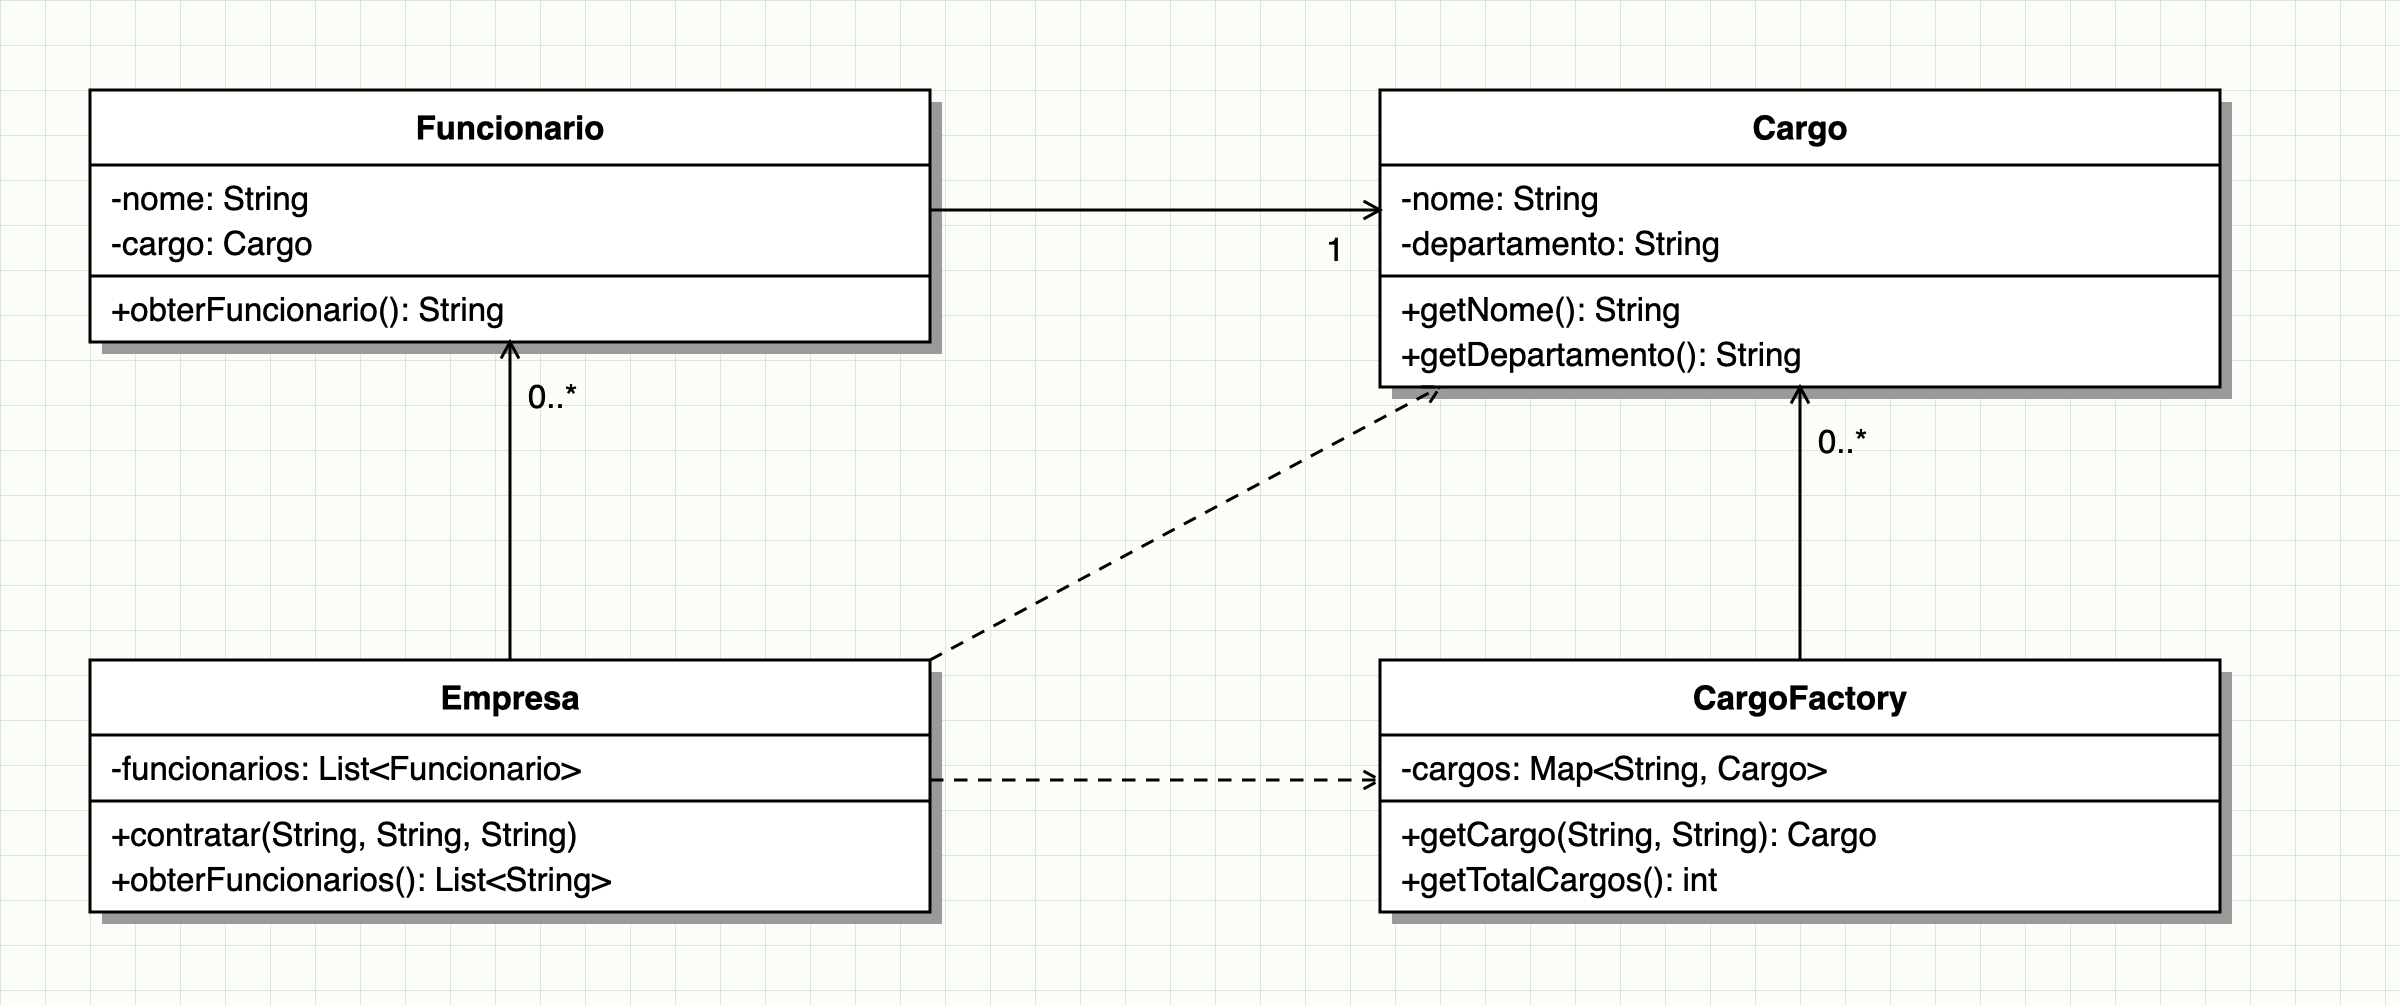 Funcionario
-nome: String
-cargo: Cargo
+obterFuncionario(): String
1
Cargo
-nome: String
-departamento: String
+getNome(): String
+getDepartamento(): String
0..*
0..*
Empresa
-funcionarios: List<Funcionario>
+contratar(String, String, String)
+obterFuncionarios(): List<String>
CargoFactory
-cargos: Map<String, Cargo>
+getCargo(String, String): Cargo
+getTotalCargos(): int